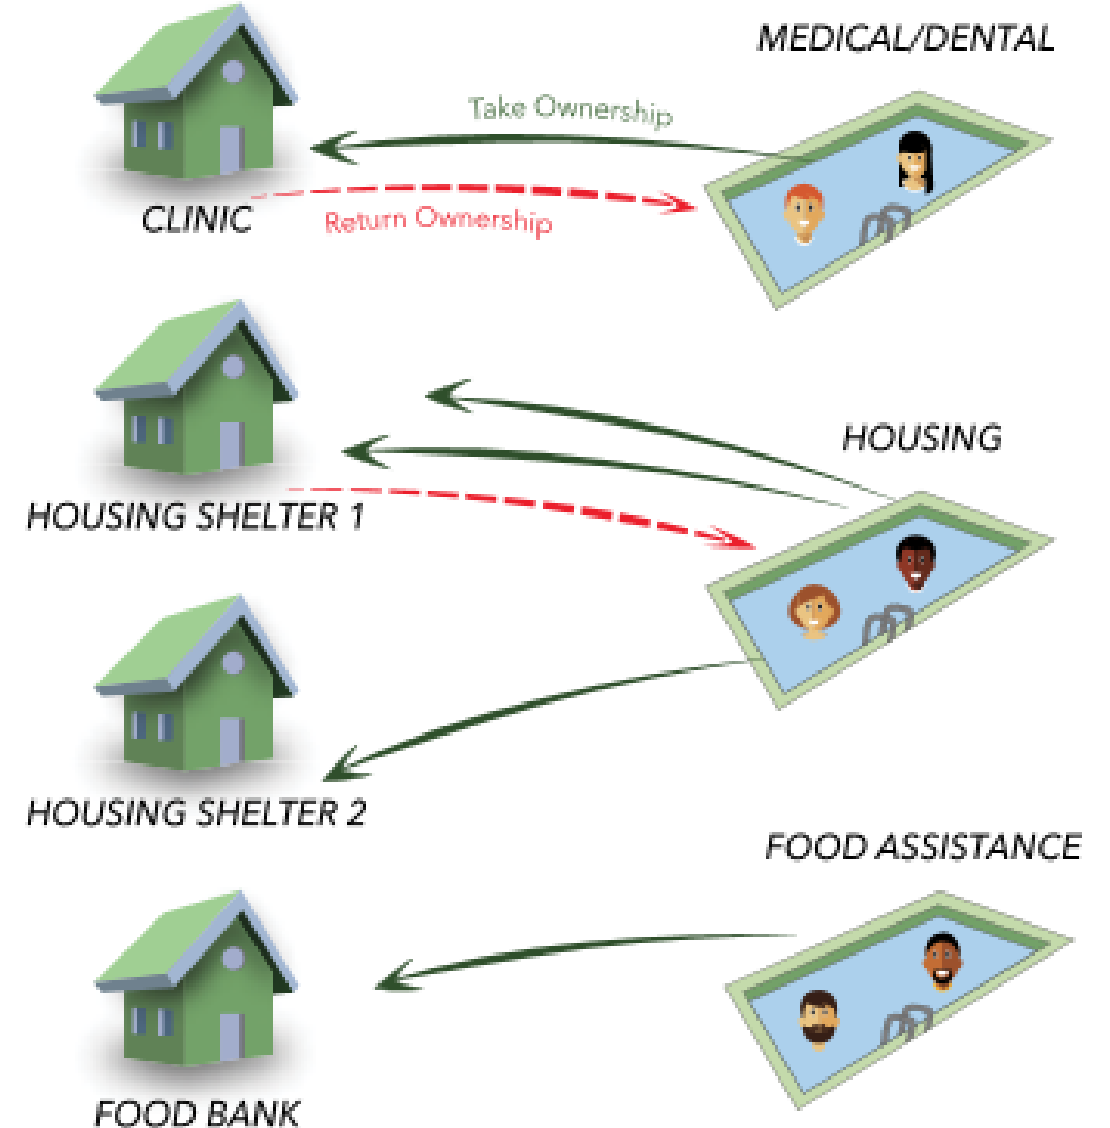 MEDICAL/DENTAL
Take Ownership
CLINIC
Return Ownership
HOUSING
HOUSING SHELTER 1
HOUSING SHELTER 2
FOOD ASSISTANCE
FOOD BANK